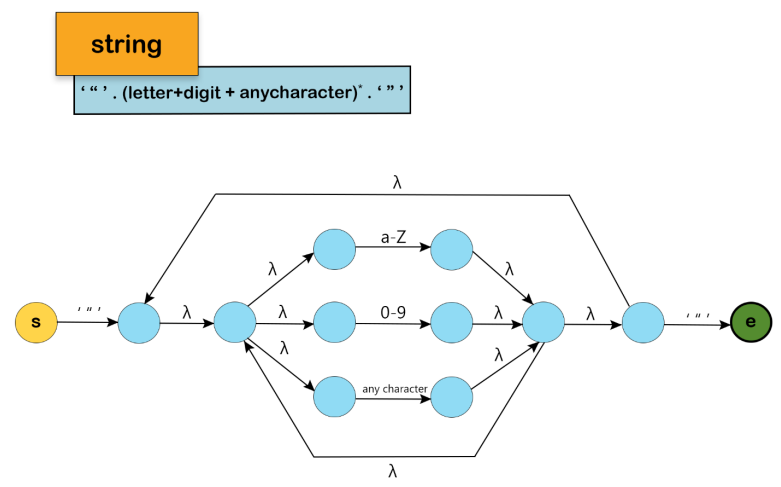 string
‘ “ ’ . (letter+digit + anycharacter)* . ‘ ” ’
λ
a-Z
λ λ
s ‘ “ ’ λ λ 0-9 λ λ ‘ “ ’ e
λ λ
any character
λ